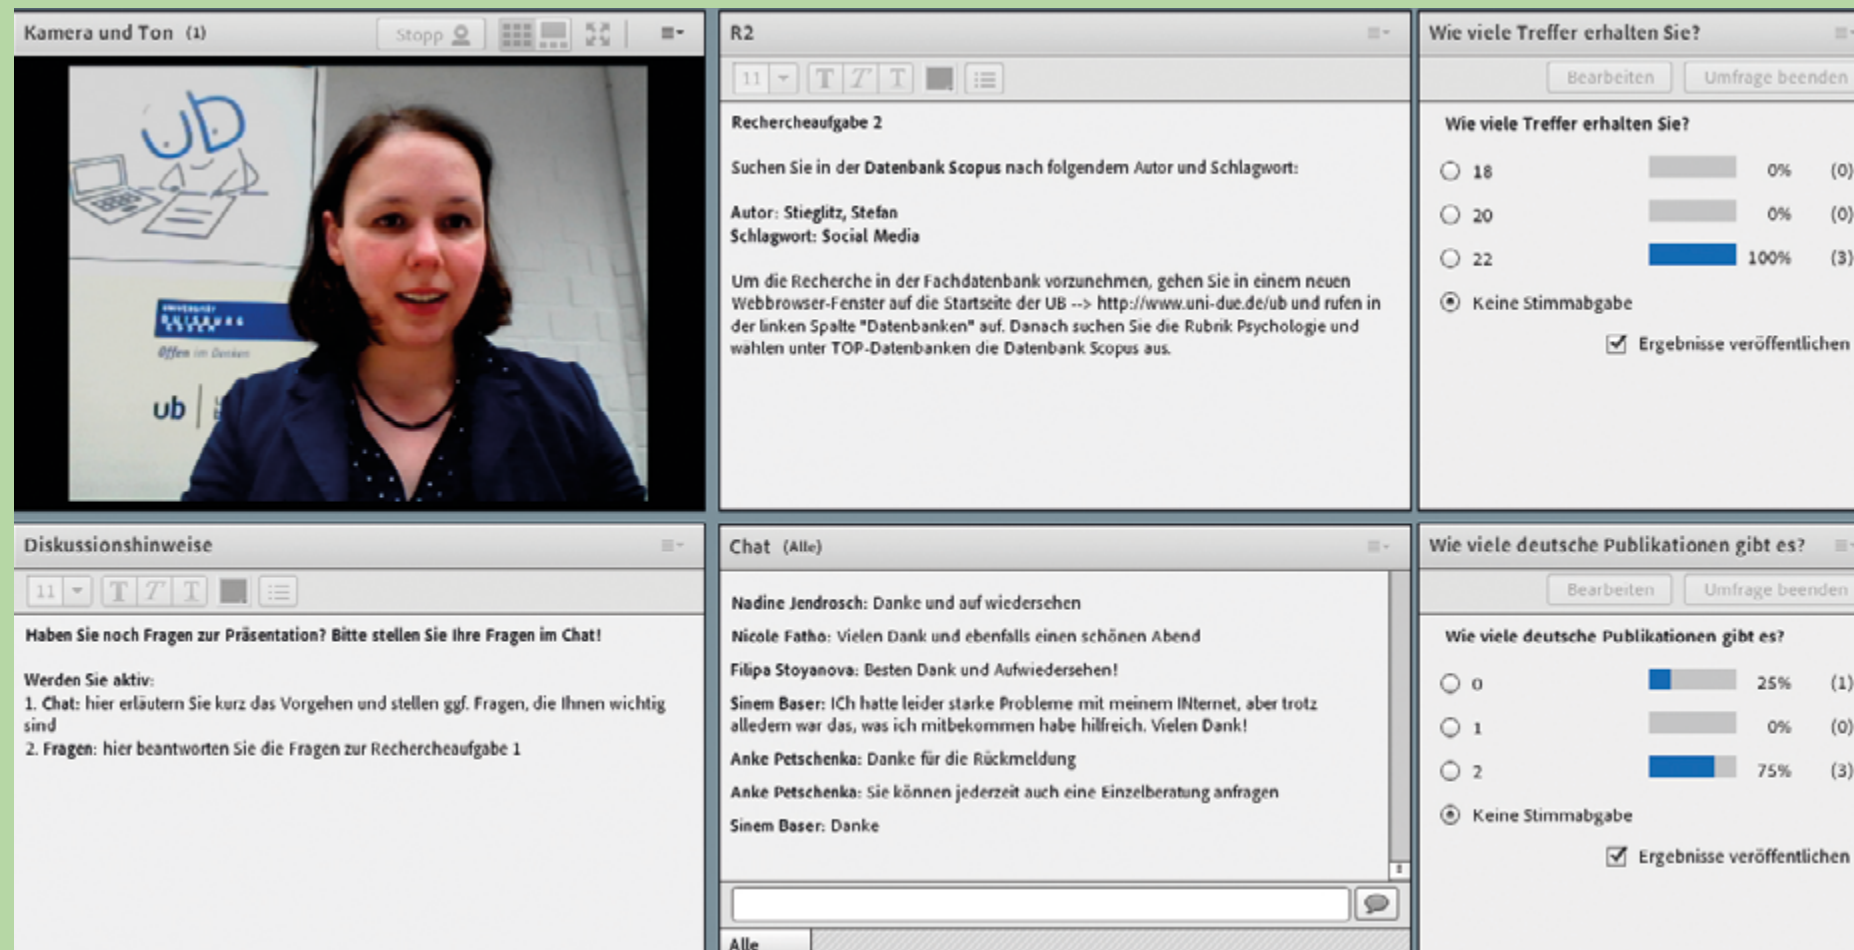 Kamera und Ton (1)
Stopp
ub
UNIVERSITÄT
DUISBURG
ESSEN
Offen im Denken
ub
R2
11
T T T
Rechercheaufgabe 2
Suchen Sie in der Datenbank Scopus nach folgendem Autor und Schlagwort:
Autor: Stieglitz, Stefan
Schlagwort: Social Media
Um die Recherche in der Fachdatenbank vorzunehmen, gehen Sie in einem neuen
Webbrowser-Fenster auf die Startseite der UB --> http://www.uni-due.de/ub und rufen in
der linken Spalte "Datenbanken" auf. Danach suchen Sie die Rubrik Psychologie und
wählen unter TOP-Datenbanken die Datenbank Scopus aus.
Wie viele Treffer erhalten Sie?
Bearbeiten Umfrage beenden
Wie viele Treffer erhalten Sie?
18 0% (0)
20 0% (0)
22 100% (3)
Keine Stimmabgabe
Ergebnisse veröffentlichen
Diskussionshinweise
11
T T T
Haben Sie noch Fragen zur Präsentation? Bitte stellen Sie Ihre Fragen im Chat!
Werden Sie aktiv:
1. Chat: hier erläutern Sie kurz das Vorgehen und stellen ggf. Fragen, die Ihnen wichtig
sind
2. Fragen: hier beantworten Sie die Fragen zur Rechercheaufgabe 1
Chat (Alle)
Nadine Jendrosch: Danke und auf wiedersehen
Nicole Fatho: Vielen Dank und ebenfalls einen schönen Abend
Filipa Stoyanova: Besten Dank und Aufwiedersehen!
Sinem Baser: ICh hatte leider starke Probleme mit meinem INternet, aber trotz
alledem war das, was ich mitbekommen habe hilfreich. Vielen Dank!
Anke Petschenka: Danke für die Rückmeldung
Anke Petschenka: Sie können jederzeit auch eine Einzelberatung anfragen
Sinem Baser: Danke
Alle
Wie viele deutsche Publikationen gibt es?
Bearbeiten Umfrage beenden
Wie viele deutsche Publikationen gibt es?
0 25% (1)
1 0% (0)
2 75% (3)
Keine Stimmabgabe
Ergebnisse veröffentlichen